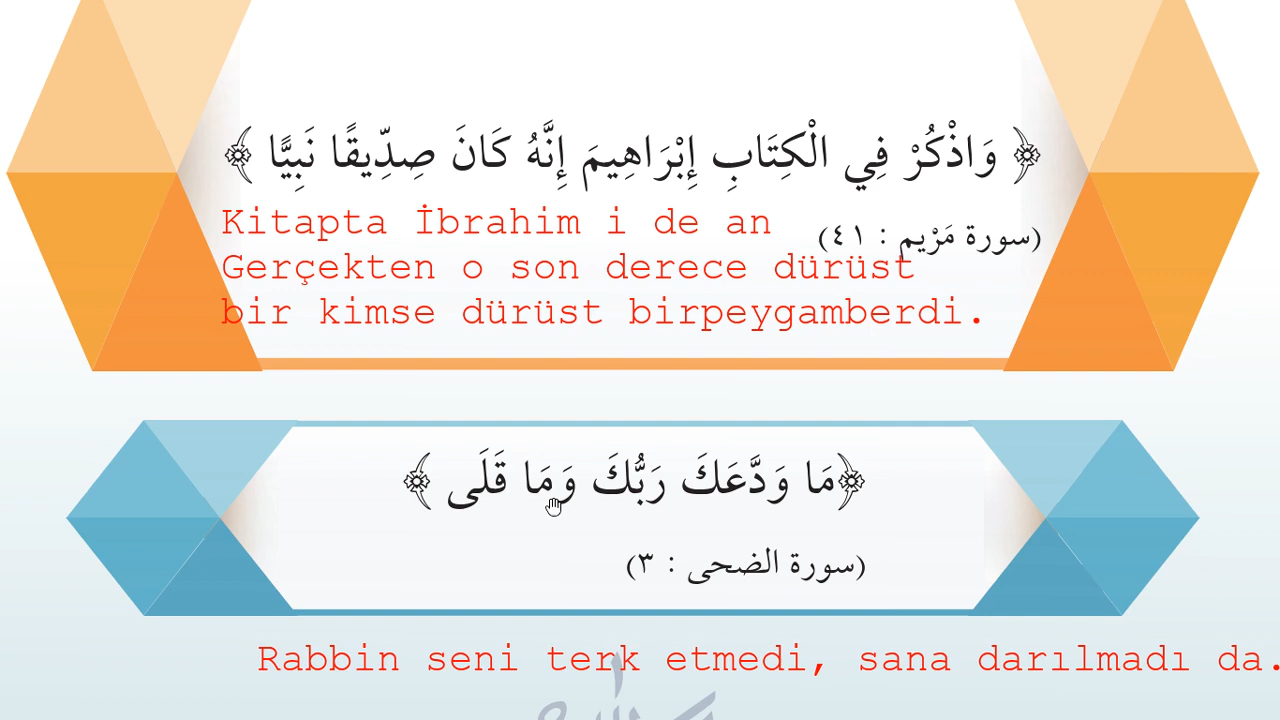 ﴿ وَاذْكُرْ فِي الْكِتَابِ إِبْرَاهِيمَ إِنَّهُ كَانَ صِدِّيقًا نَبِيًّا ﴾
(سورة مَرْيم : ٤١)
Kitapta İbrahim i de an
Gerçekten o son derece dürüst
bir kimse dürüst birpeygamberdi.
﴿مَا وَدَّعَكَ رَبُّكَ وَمَا قَلَى ﴾
(سورة الضحى : ٣)
Rabbin seni terk etmedi, sana darılmadı da.